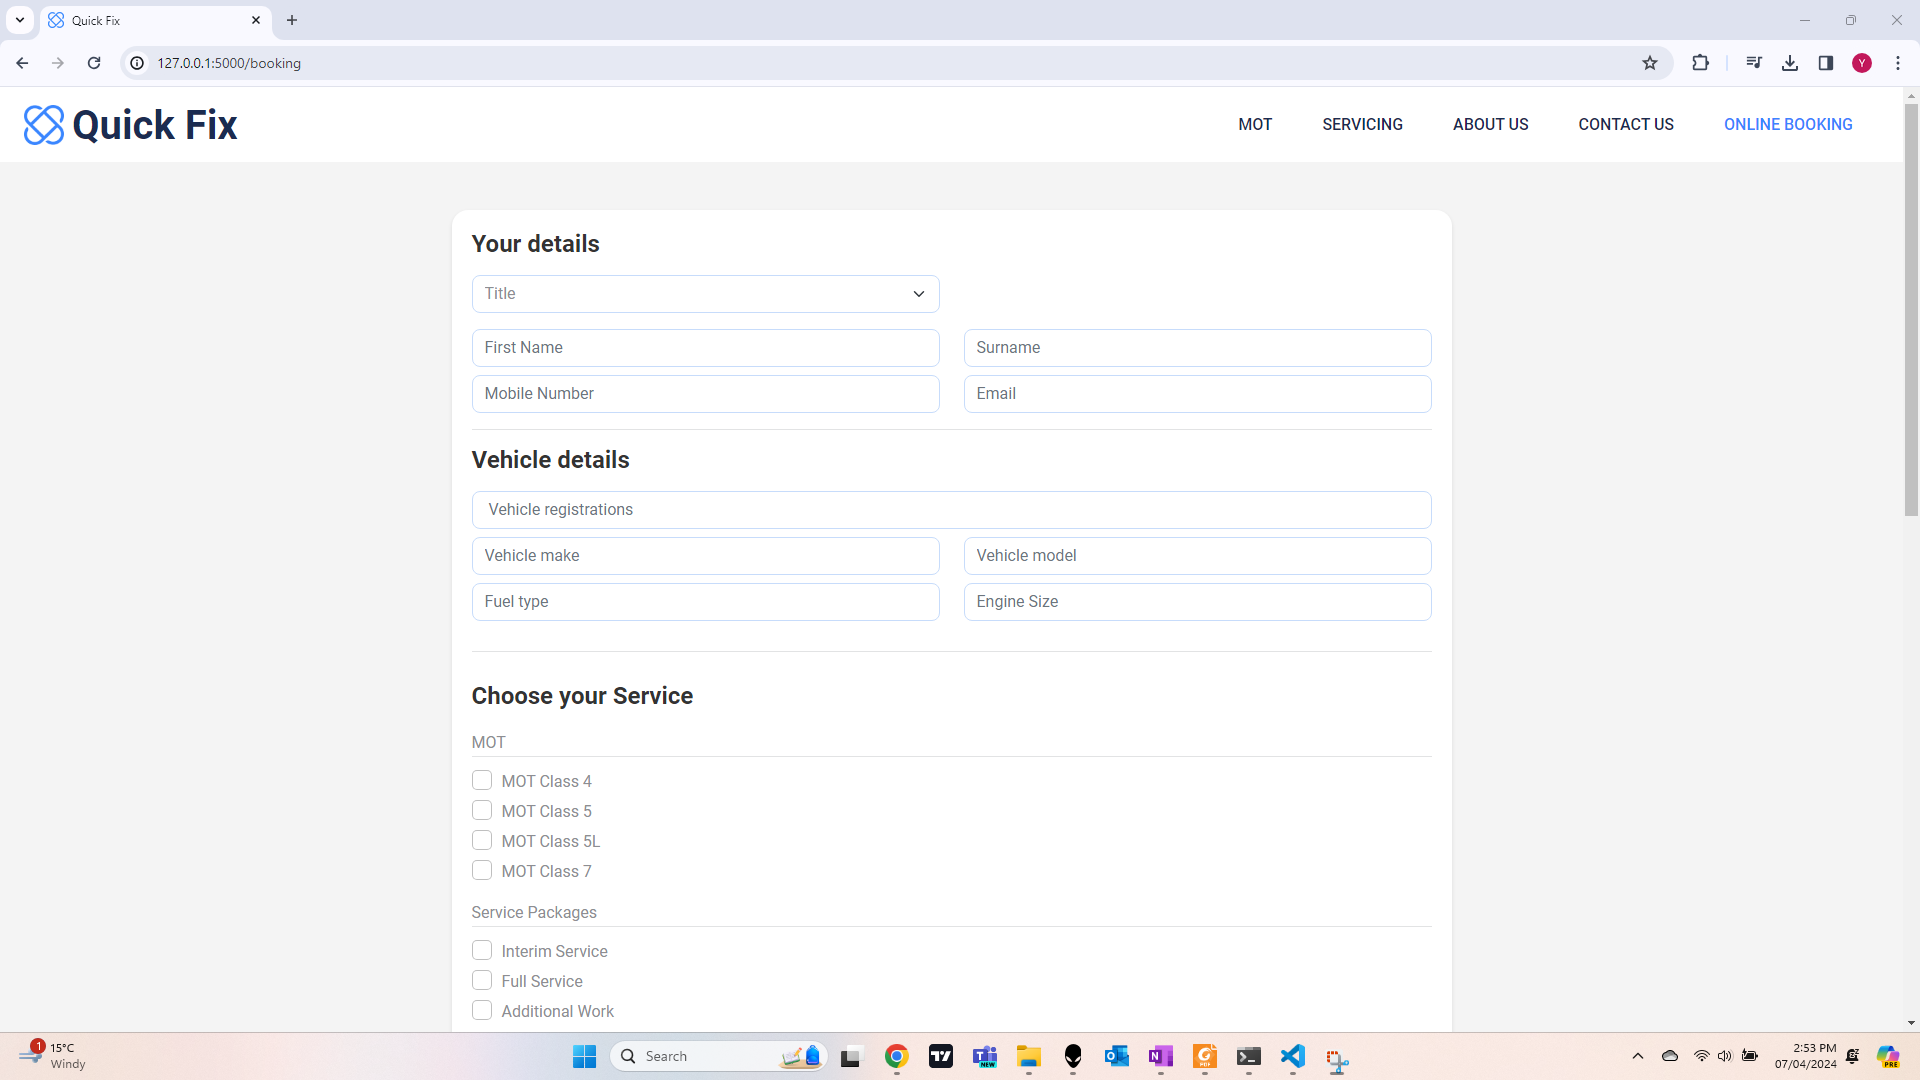 Quick Fix
127.0.0.1:5000/booking
Y
Quick Fix
MOT
SERVICING
ABOUT US
CONTACT US
ONLINE BOOKING
Your details
Title
First Name
Surname
Mobile Number
Email
Vehicle details
Vehicle registrations
Vehicle make
Vehicle model
Fuel type
Engine Size
Choose your Service
MOT
MOT Class 4
MOT Class 5
MOT Class 5L
MOT Class 7
Service Packages
Interim Service
Full Service
Additional Work
1
15°C
Windy
Search
NEW
N
PDF
2:53 PM
07/04/2024
PRE